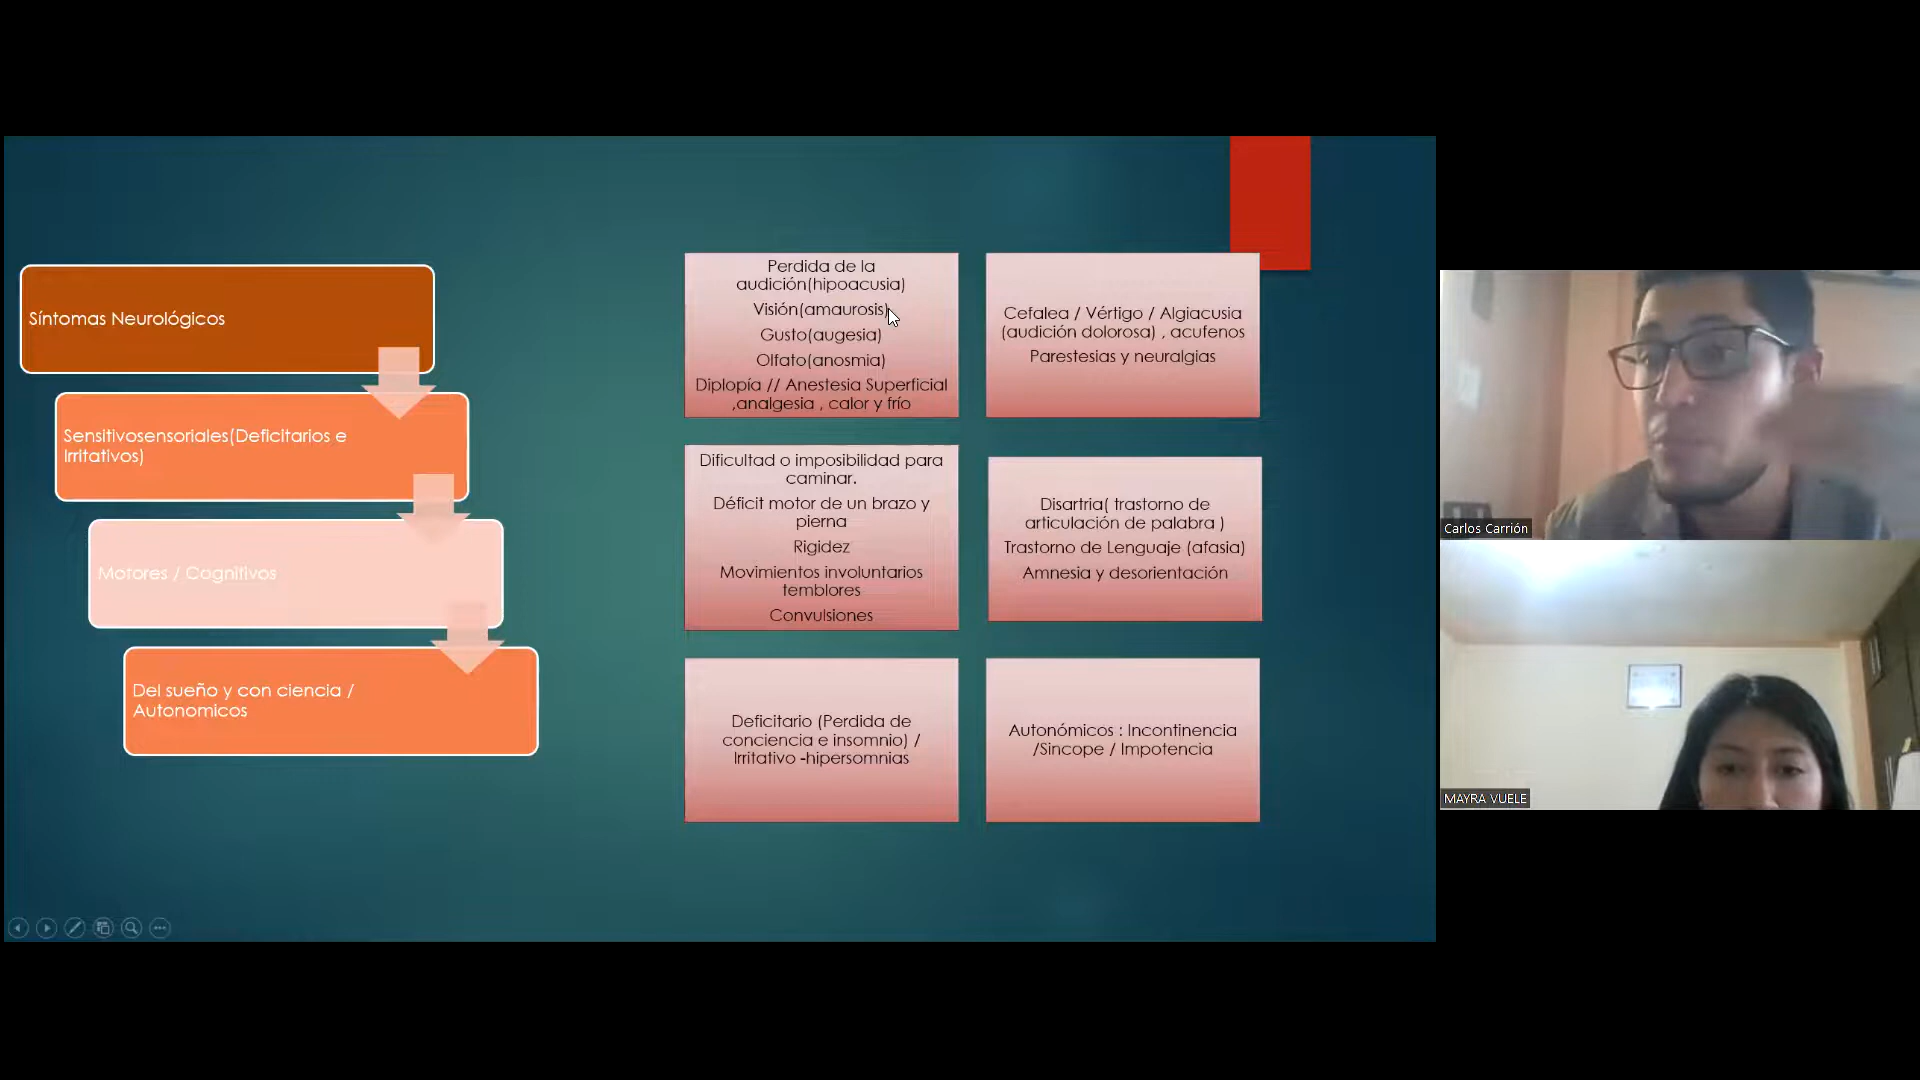 Síntomas Neurológicos
Sensitivosensoriales(Deficitarios e
Irritativos)
Motores / Cognitivos
Del sueño y con ciencia /
Autonomicos
Perdida de la
audición(hipoacusia)
Visión(amaurosis)
Gusto(augesia)
Olfato(anosmia)
Diplopía // Anestesia Superficial
,analgesia , calor y frío
Cefalea / Vértigo / Algiacusia
(audición dolorosa) , acufenos
Parestesias y neuralgias
Dificultad o imposibilidad para
caminar.
Déficit motor de un brazo y
pierna
Rigidez
Movimientos involuntarios
temblores
Convulsiones
Disartria( trastorno de
articulación de palabra )
Trastorno de Lenguaje (afasia)
Amnesia y desorientación
Deficitario (Perdida de
conciencia e insomnio) /
Irritativo -hipersomnias
Autonómicos : Incontinencia
/Sincope / Impotencia
Carlos Carrión
MAYRA VUELE